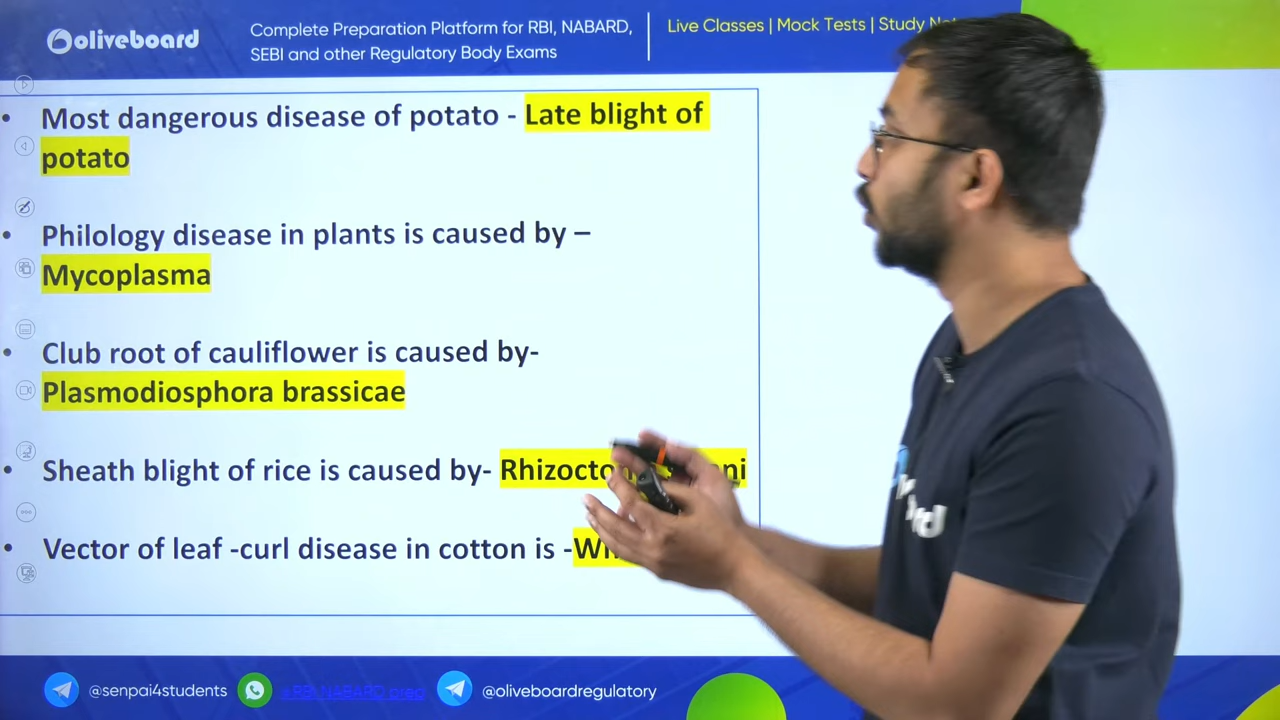 oliveboard
Complete Preparation Platform for RBI, NABARD,
SEBI and other Regulatory Body Exams
Live Classes | Mock Tests | Study
• Most dangerous disease of potato - Late blight of
potato
• Philology disease in plants is caused by –
Mycoplasma
• Club root of cauliflower is caused by-
Plasmodiosphora brassicae
• Sheath blight of rice is caused by-
• Vector of leaf -curl disease in cotton is -
@senpai4students
@oliveboardregulatory